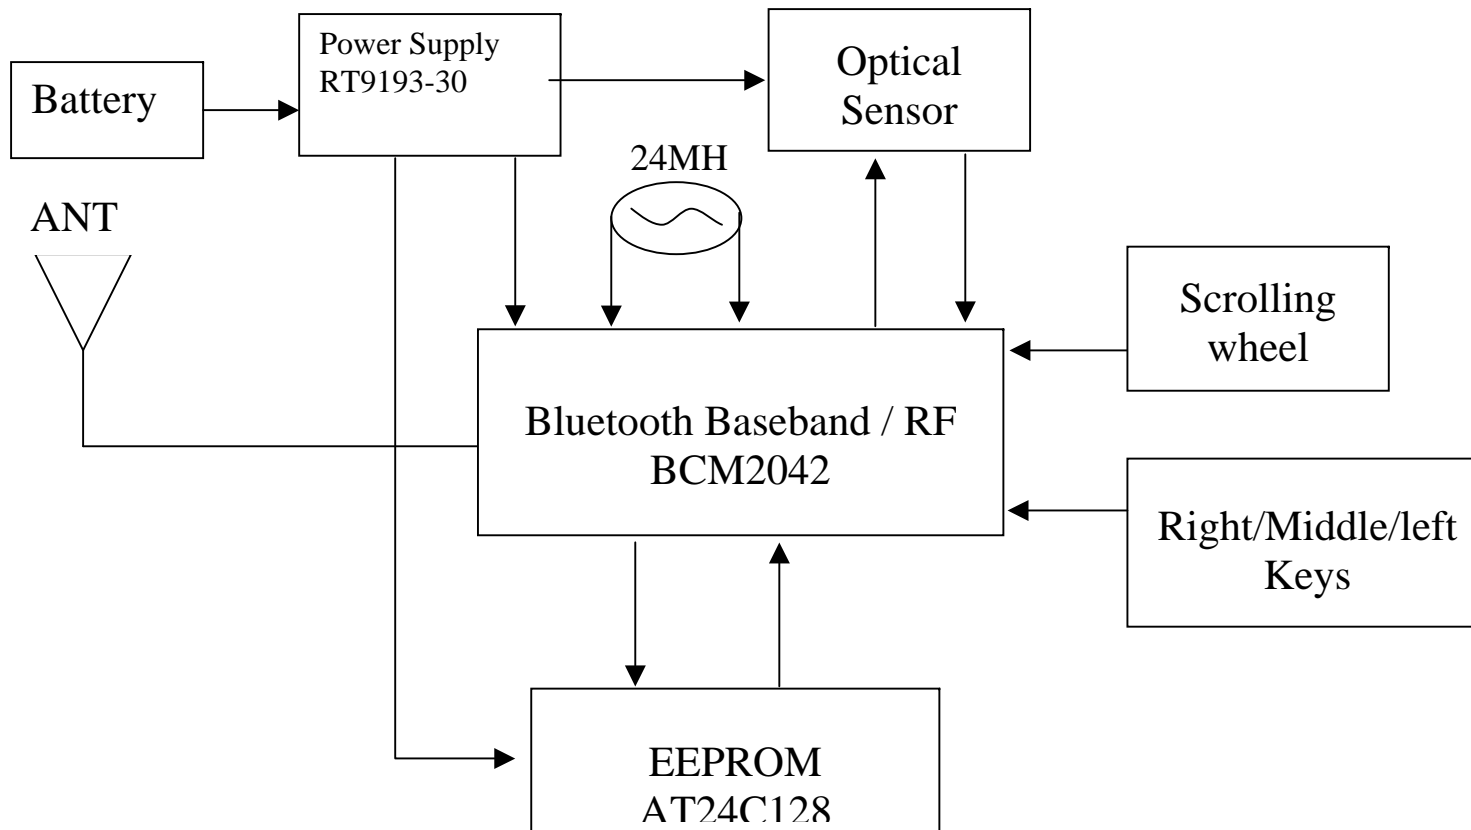 Power Supply
RT9193-30
Optical
Sensor
Battery
24MH
ANT
Scrolling
wheel
Bluetooth Baseband / RF
BCM2042
Right/Middle/left
Keys
EEPROM
AT24C128